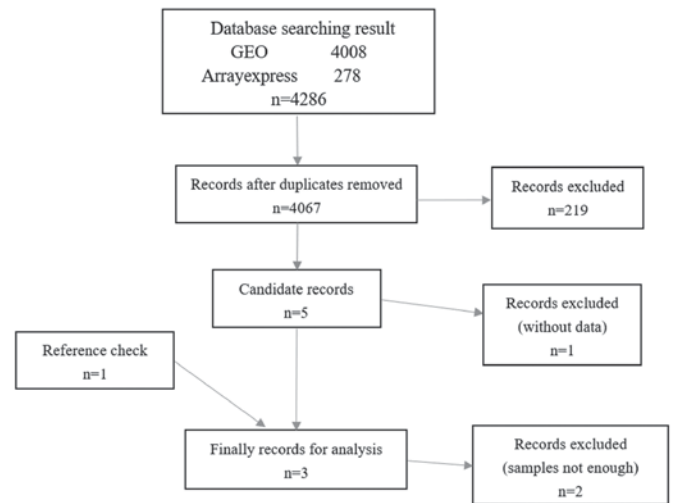 Database searching result
GEO 4008
Arrayexpress 278
n=4286
Records after duplicates removed
n=4067
Records excluded
n=219
Candidate records
n=5
Records excluded
(without data)
n=1
Reference check
n=1
Finally records for analysis
n=3
Records excluded
(samples not enough)
n=2